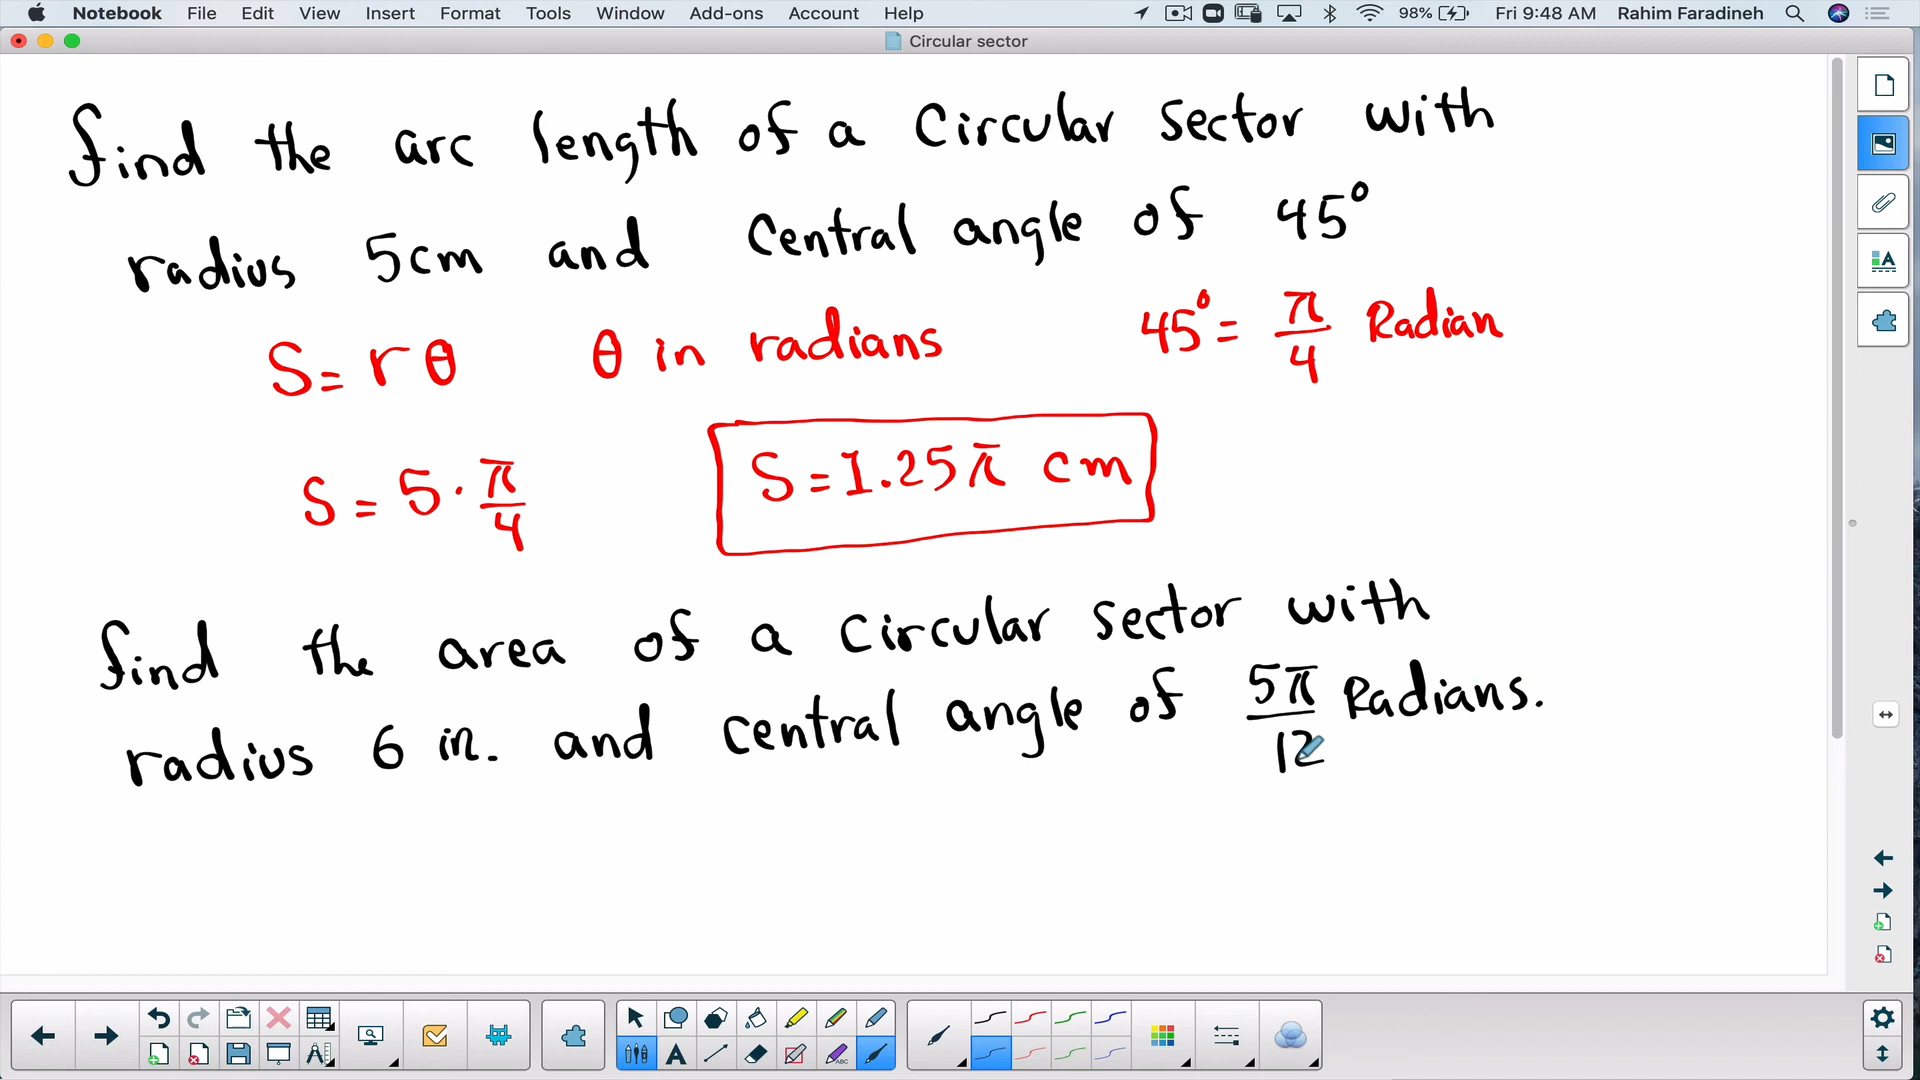 Notebook File Edit View Insert Format Tools Window Add-ons Account Help 98% Fri 9:48 AM Rahim Faradineh
Circular sector
find the arc length of a Circular sector with
radius 5cm and Central angle of 45°
S = r θ θ in radians 45° = π/4 Radian
S = 5 · π/4 S = 1.25π cm
find the area of a Circular sector with
radius 6 in. and central angle of 5π/12 Radians.